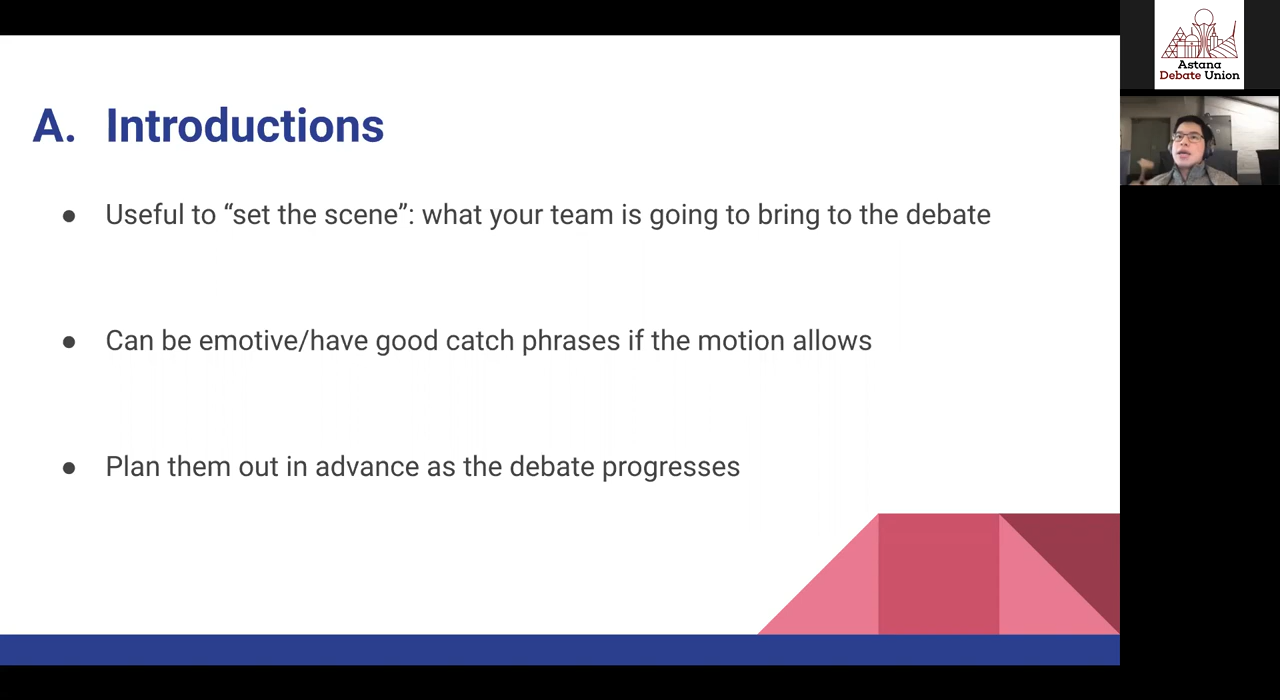 A. Introductions
● Useful to “set the scene”: what your team is going to bring to the debate
● Can be emotive/have good catch phrases if the motion allows
● Plan them out in advance as the debate progresses
Astana
Debate Union